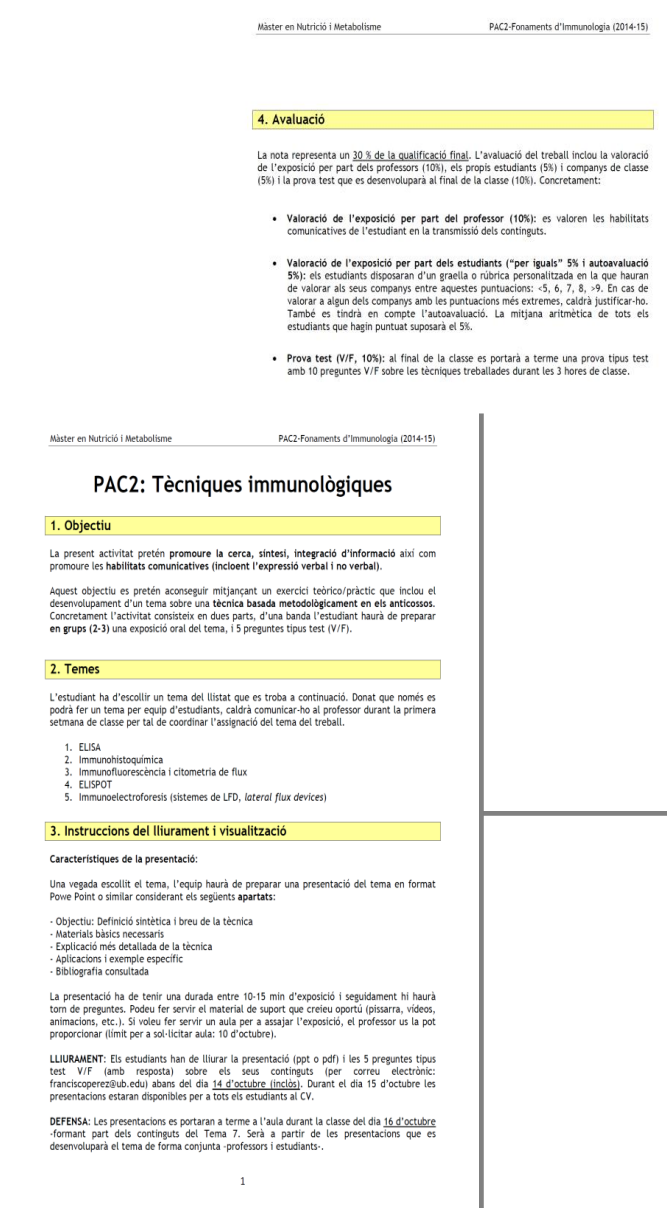 Màster en Nutrició i Metabolisme PAC2-Fonaments d'Immunologia (2014-15)
4. Avaluació
La nota representa un 30 % de la qualificació final. L'avaluació del treball inclou la valoració
de l'exposició per part dels professors (10%), els propis estudiants (5%) i companys de classe
(5%) i la prova test que es desenvoluparà al final de la classe (10%). Concretament:
• Valoració de l'exposició per part del professor (10%): es valoren les habilitats
comunicatives de l'estudiant en la transmissió dels continguts.
• Valoració de l'exposició per part dels estudiants ("per iguals" 5% i autoavaluació
5%): els estudiants disposaran d'un graella o rúbrica personalitzada en la que hauran
de valorar als seus companys entre aquestes puntuacions: <5, 6, 7, 8, >9. En cas de
valorar a algun dels companys amb les puntuacions més extremes, caldrà justificar-ho.
També es tindrà en compte l'autoavaluació. La mitjana aritmètica de tots els
estudiants que hagin puntuat suposarà el 5%.
• Prova test (V/F, 10%): al final de la classe es portarà a terme una prova tipus test
amb 10 preguntes V/F sobre les tècniques treballades durant les 3 hores de classe.
Màster en Nutrició i Metabolisme PAC2-Fonaments d'Immunologia (2014-15)
PAC2: Tècniques immunològiques
1. Objectiu
La present activitat pretén promoure la cerca, síntesi, integració d'informació així com
promoure les habilitats comunicatives (incloent l'expressió verbal i no verbal).
Aquest objectiu es pretén aconseguir mitjançant un exercici teòrico/pràctic que inclou el
desenvolupament d'un tema sobre una tècnica basada metodològicament en els anticossos.
Concretament l'activitat consisteix en dues parts, d'una banda l'estudiant haurà de preparar
en grups (2-3) una exposició oral del tema, i 5 preguntes tipus test (V/F).
2. Temes
L'estudiant ha d'escollir un tema del llistat que es troba a continuació. Donat que només es
podrà fer un tema per equip d'estudiants, caldrà comunicar-ho al professor durant la primera
setmana de classe per tal de coordinar l'assignació del tema del treball.
1. ELISA
2. Immunohistoquímica
3. Immunofluorescència i citometria de flux
4. ELISPOT
5. Immunoelectroforesi (sistemes de LFD, lateral flux devices)
3. Instruccions del lliurament i visualització
Característiques de la presentació:
Una vegada escollit el tema, l'equip haurà de preparar una presentació del tema en format
Powe Point o similar considerant els següents apartats:
- Objectiu: Definició sintètica i breu de la tècnica
- Materials bàsics necessaris
- Explicació més detallada de la tècnica
- Aplicacions i exemple específic
- Bibliografia consultada
La presentació ha de tenir una durada entre 10-15 min d'exposició i seguidament hi haurà
torn de preguntes. Podeu fer servir el material de suport que creieu oportú (pissarra, vídeos,
animacions, etc.). Si voleu fer servir un aula per a assajar l'exposició, el professor us la pot
proporcionar (límit per a sol·licitar aula: 10 d'octubre).
LLIURAMENT: Els estudiants han de lliurar la presentació (ppt o pdf) i les 5 preguntes tipus
test V/F (amb resposta) sobre els seus continguts (per correu electrònic:
franciscoperez@ub.edu) abans del dia 14 d'octubre (inclòs). Durant el dia 15 d'octubre les
presentacions estaran disponibles per a tots els estudiants al CV.
DEFENSA: Les presentacions es portaran a terme a l'aula durant la classe del dia 16 d'octubre
-formant part dels continguts del Tema 7. Serà a partir de les presentacions que es
desenvoluparà el tema de forma conjunta -professors i estudiants-.
1